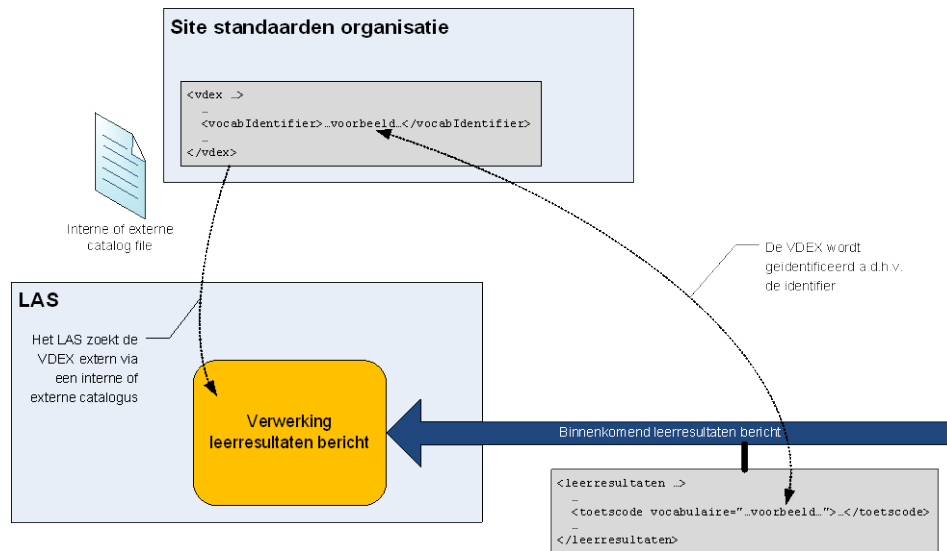 Site standaarden organisatie
<vdex …>
…
<vocabIdentifier>…voorbeeld…</vocabIdentifier>
…
</vdex>
Interne of externe
catalog file
De VDEX wordt
geidentificeerd a.d.h.v.
de identifier
LAS
Het LAS zoekt de
VDEX extern via
een interne of
externe catalogus
Verwerking
leerresultaten bericht
Binnenkomend leerresultaten bericht
<leerresultaten …>
…
<toetscode vocabulaire="…voorbeeld…">…</toetscode>
…
</leerresultaten>